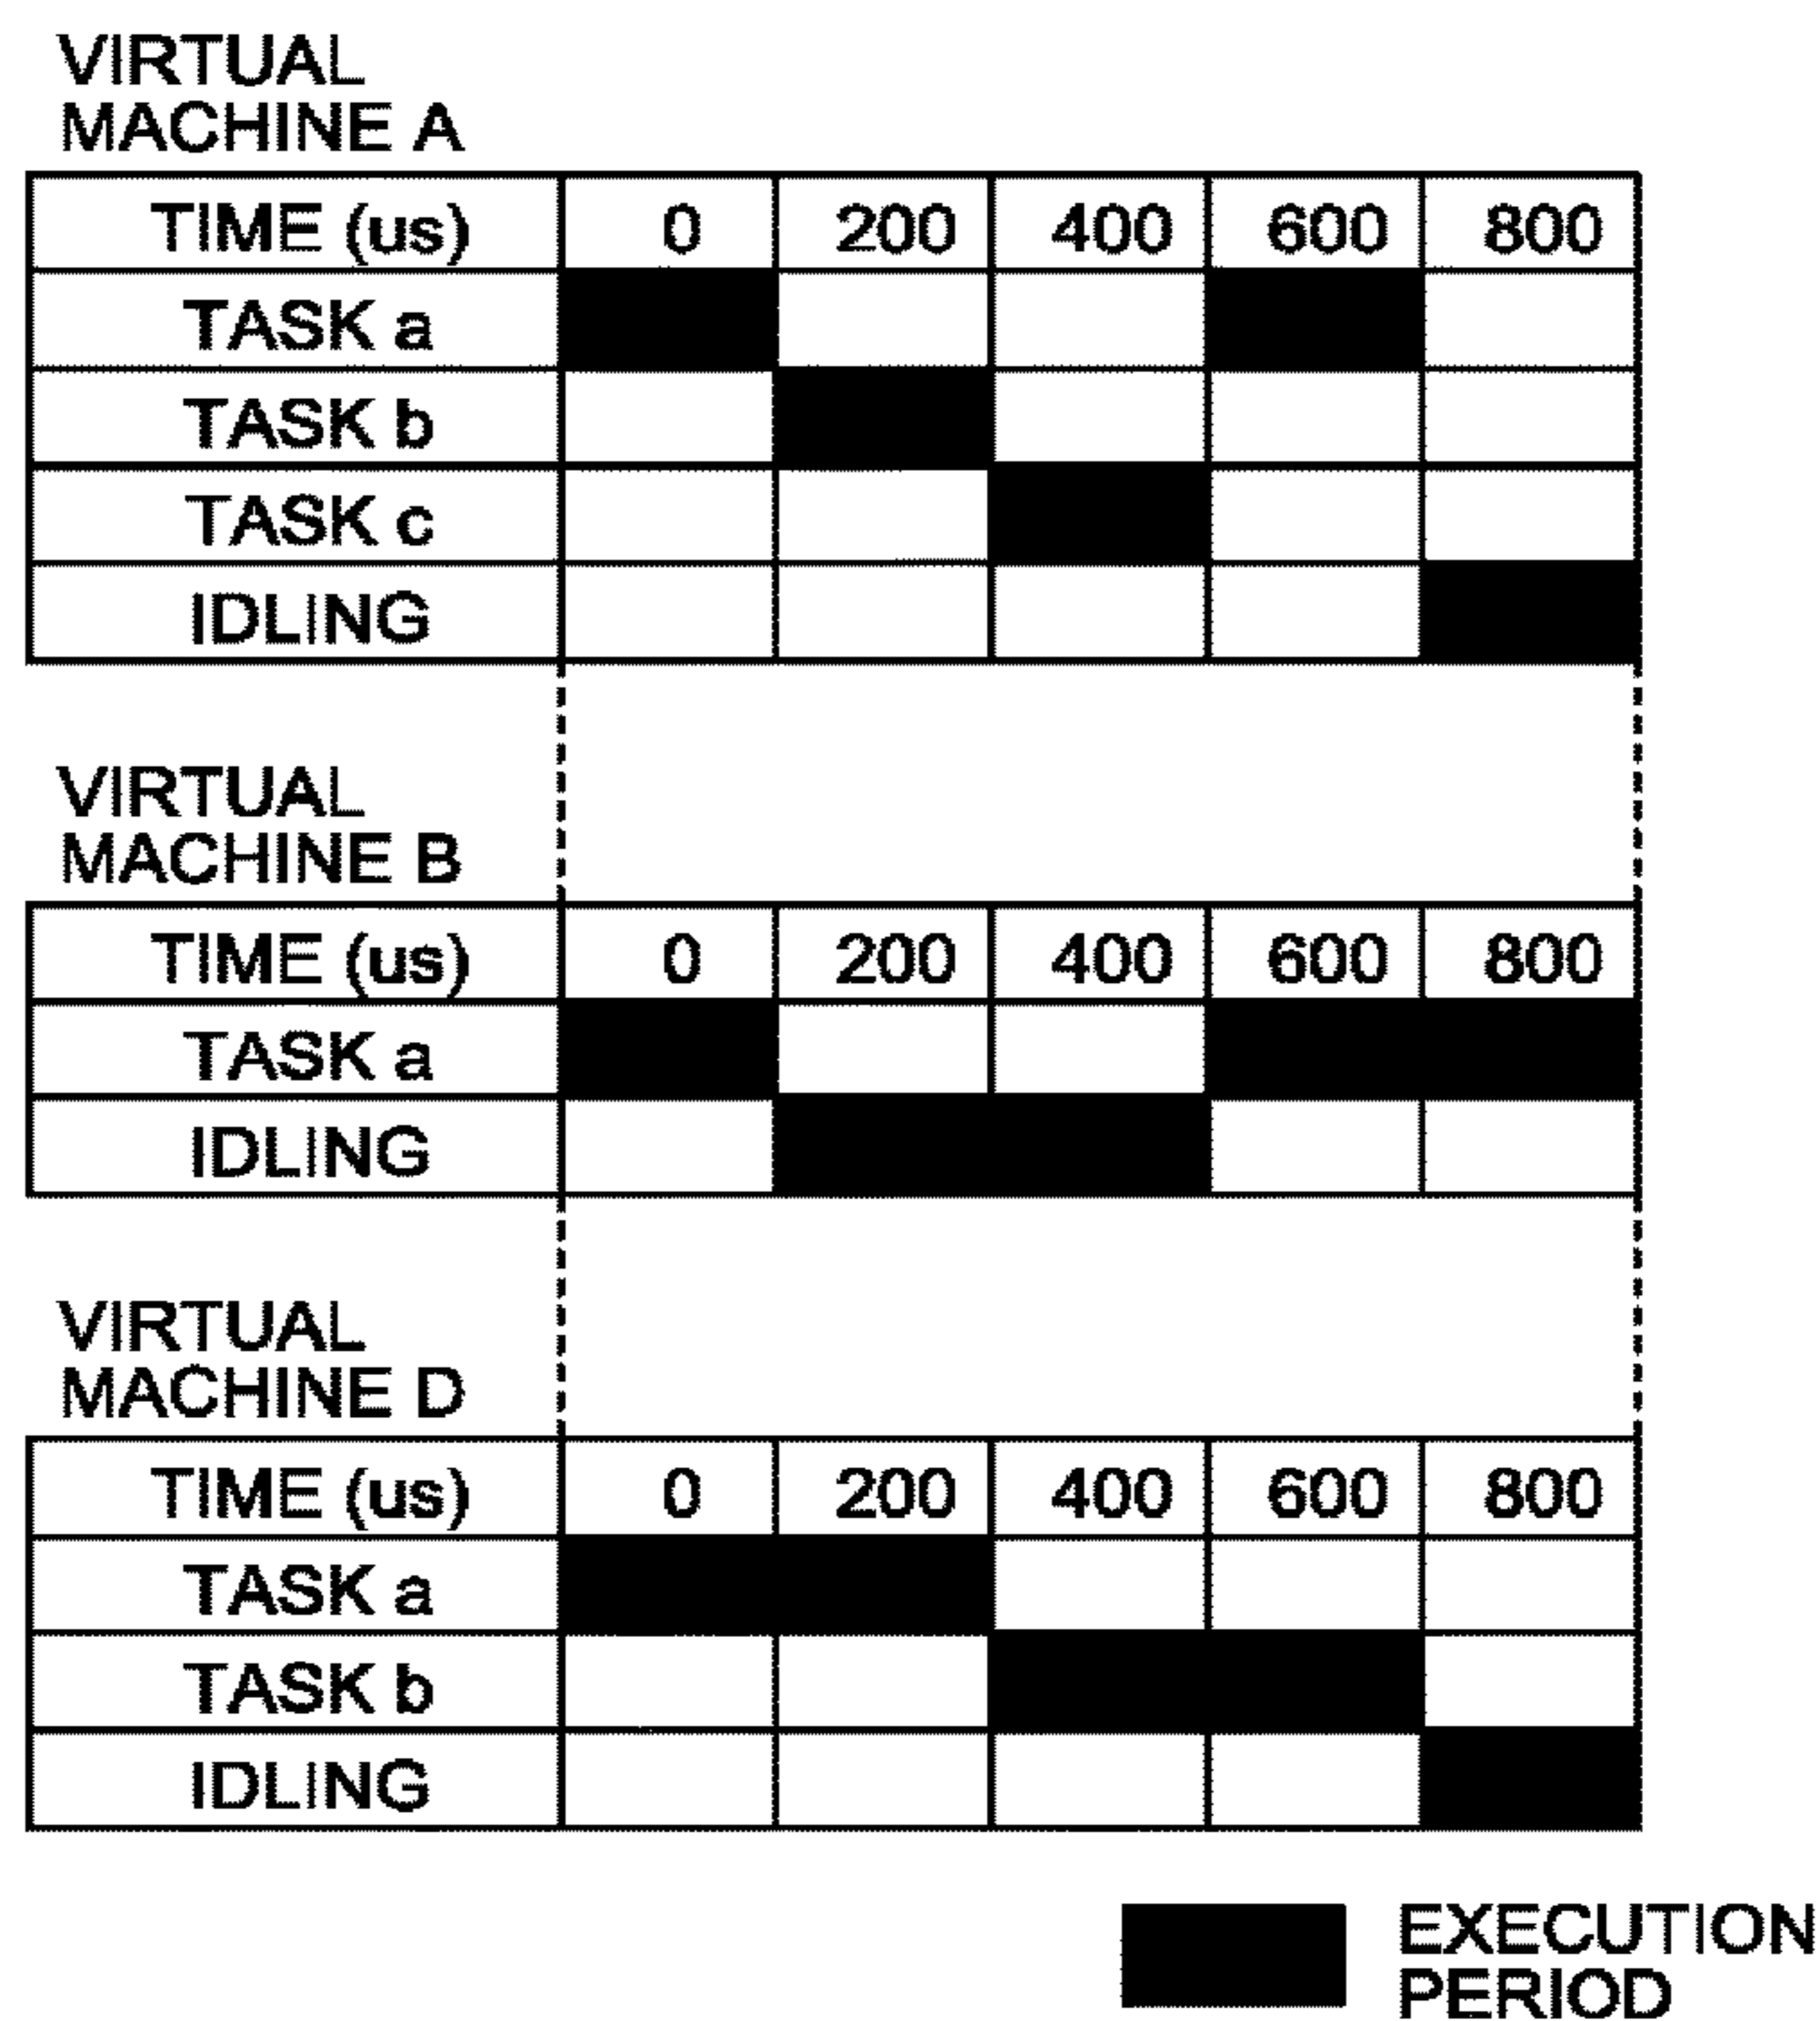 VIRTUAL
MACHINE A
TIME (us) 0 200 400 600 800
TASK a
TASK b
TASK c
IDLING
VIRTUAL
MACHINE B
TIME (us) 0 200 400 600 800
TASK a
IDLING
VIRTUAL
MACHINE D
TIME (us) 0 200 400 600 800
TASK a
TASK b
IDLING
EXECUTION
PERIOD